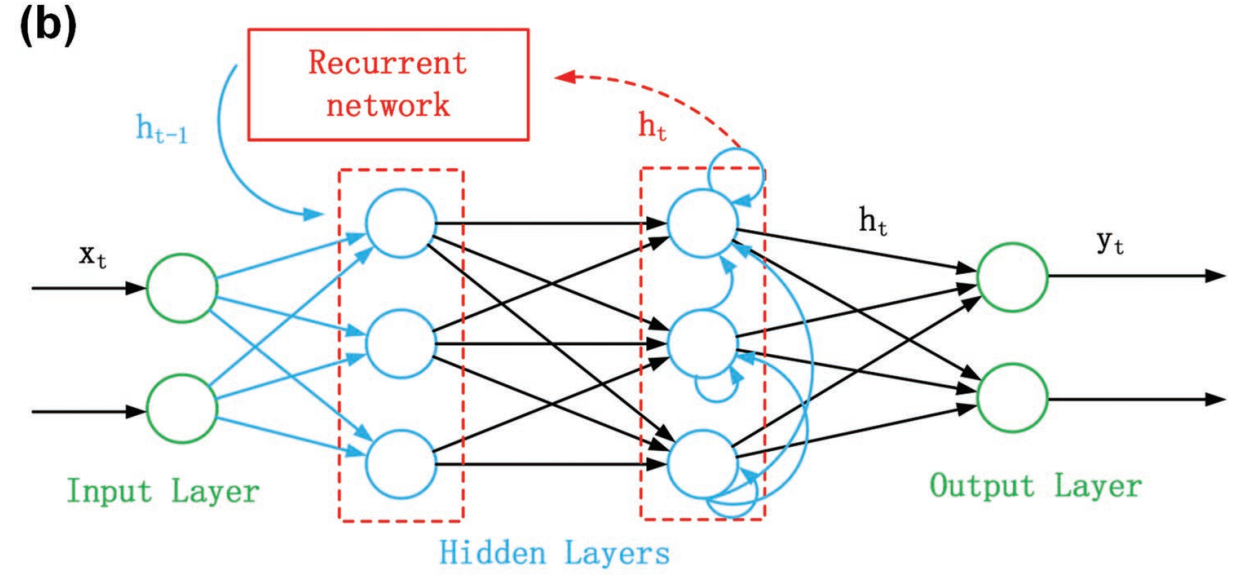 (b)
Recurrent
network
hₜ₋₁
hₜ
xₜ
hₜ
yₜ
Input Layer
Output Layer
Hidden Layers